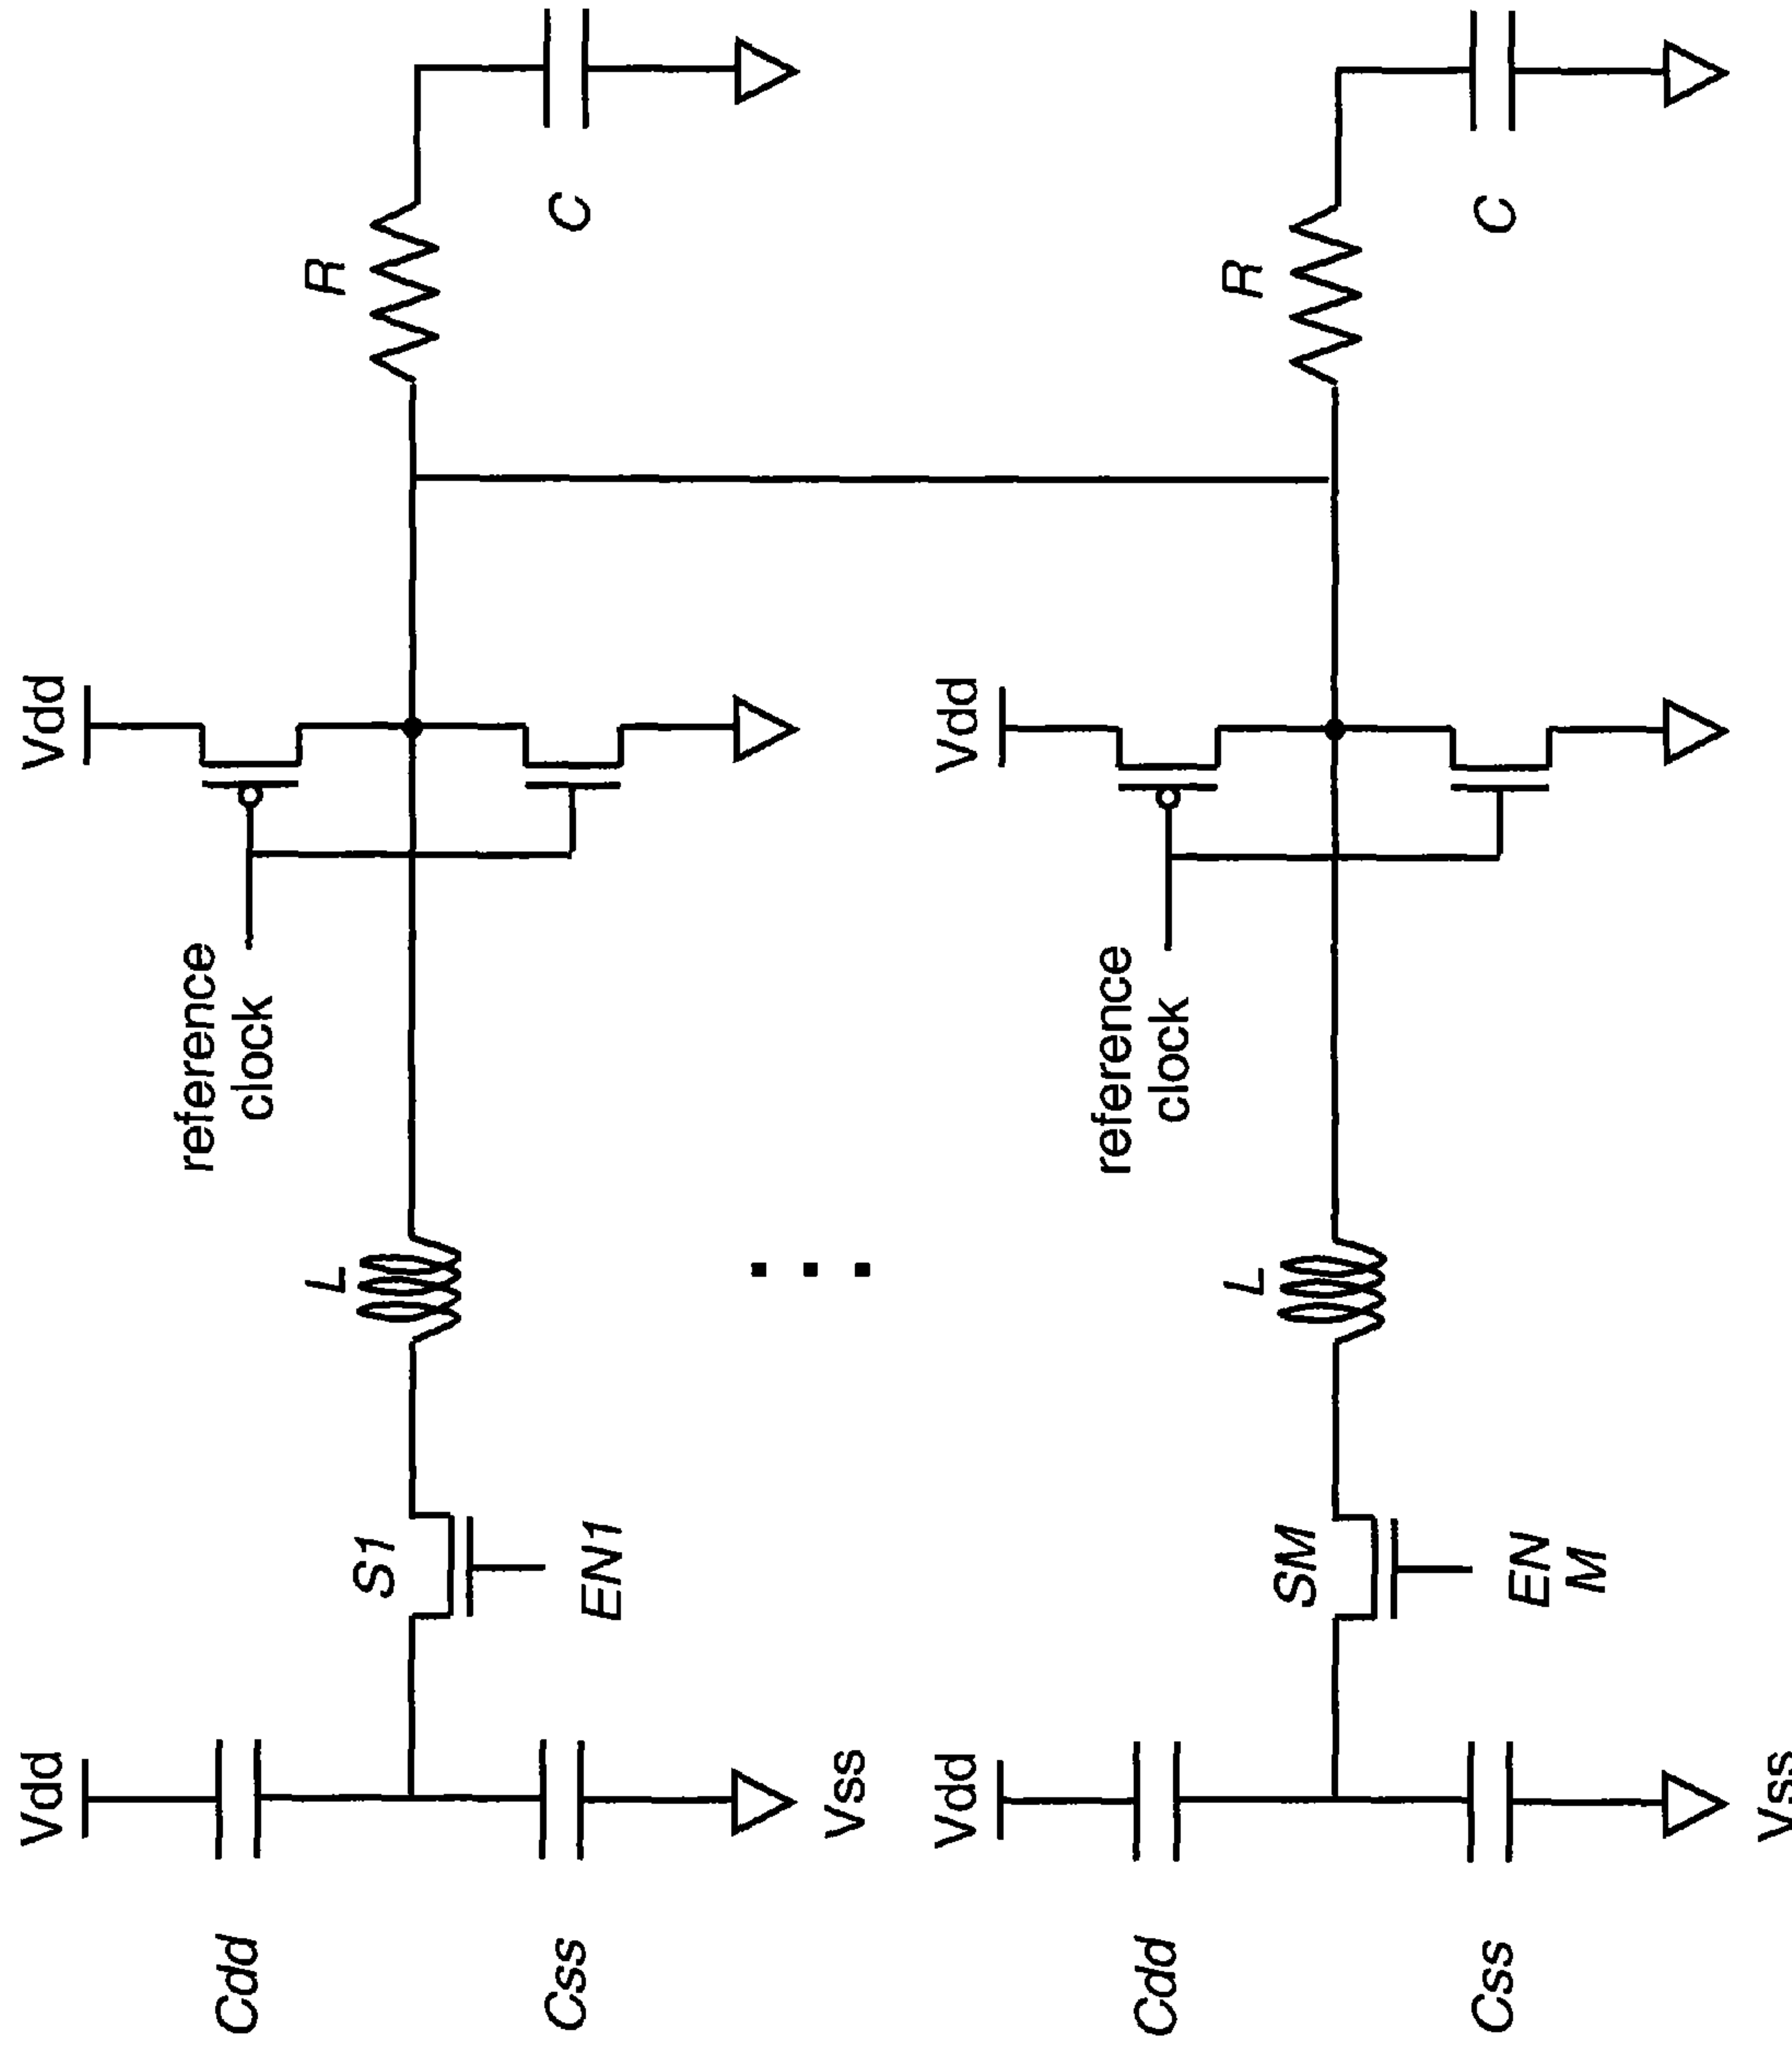 Vdd
Vdd
reference
clock
Cdd
S1
L
R
Css
EN1
C
Vss
Vdd
Vdd
reference
clock
Cdd
SM
L
R
Css
EN
M
C
Vss